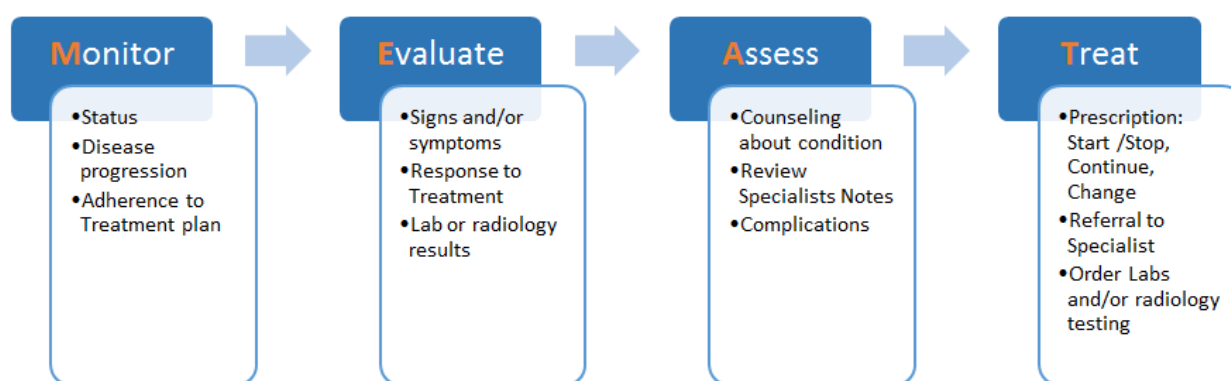 Monitor
•Status
•Disease
progression
•Adherence to
Treatment plan
Evaluate
•Signs and/or
symptoms
•Response to
Treatment
•Lab or radiology
results
Assess
•Counseling
about condition
•Review
Specialists Notes
•Complications
Treat
•Prescription:
Start /Stop,
Continue,
Change
•Referral to
Specialist
•Order Labs
and/or radiology
testing